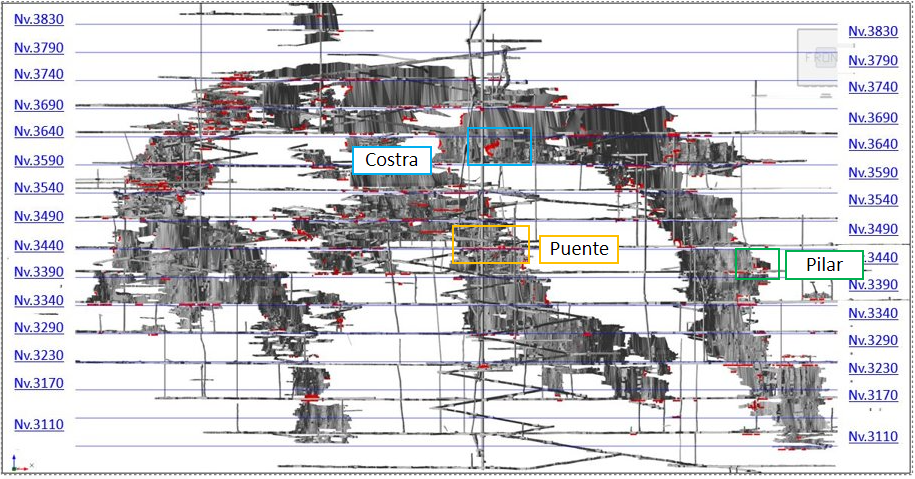 Nv.3830
Nv.3790
Nv.3740
Nv.3690
Nv.3640
Nv.3590
Nv.3540
Nv.3490
Nv.3440
Nv.3390
Nv.3340
Nv.3290
Nv.3230
Nv.3170
Nv.3110
Costra
Puente
Pilar
Nv.3830
Nv.3790
Nv.3740
Nv.3690
Nv.3640
Nv.3590
Nv.3540
Nv.3490
Nv.3440
Nv.3390
Nv.3340
Nv.3290
Nv.3230
Nv.3170
Nv.3110